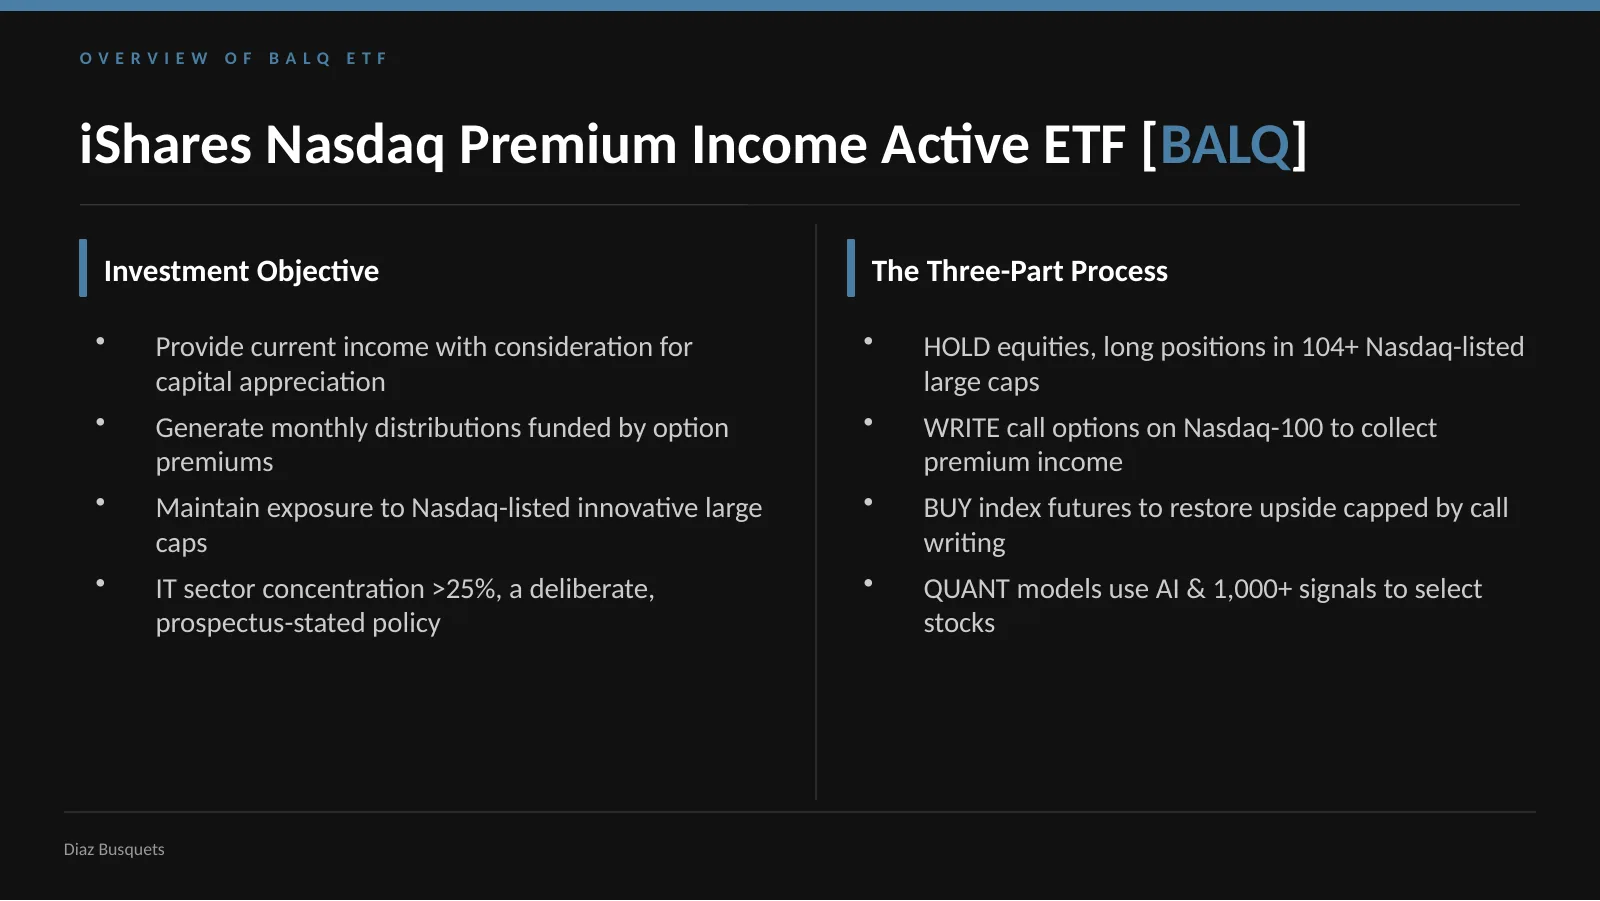 OVERVIEW OF BALQ ETF
iShares Nasdaq Premium Income Active ETF [BALQ]
Investment Objective
• Provide current income with consideration for
capital appreciation
• Generate monthly distributions funded by option
premiums
• Maintain exposure to Nasdaq-listed innovative large
caps
• IT sector concentration >25%, a deliberate,
prospectus-stated policy
The Three-Part Process
• HOLD equities, long positions in 104+ Nasdaq-listed
large caps
• WRITE call options on Nasdaq-100 to collect
premium income
• BUY index futures to restore upside capped by call
writing
• QUANT models use AI & 1,000+ signals to select
stocks
Diaz Busquets